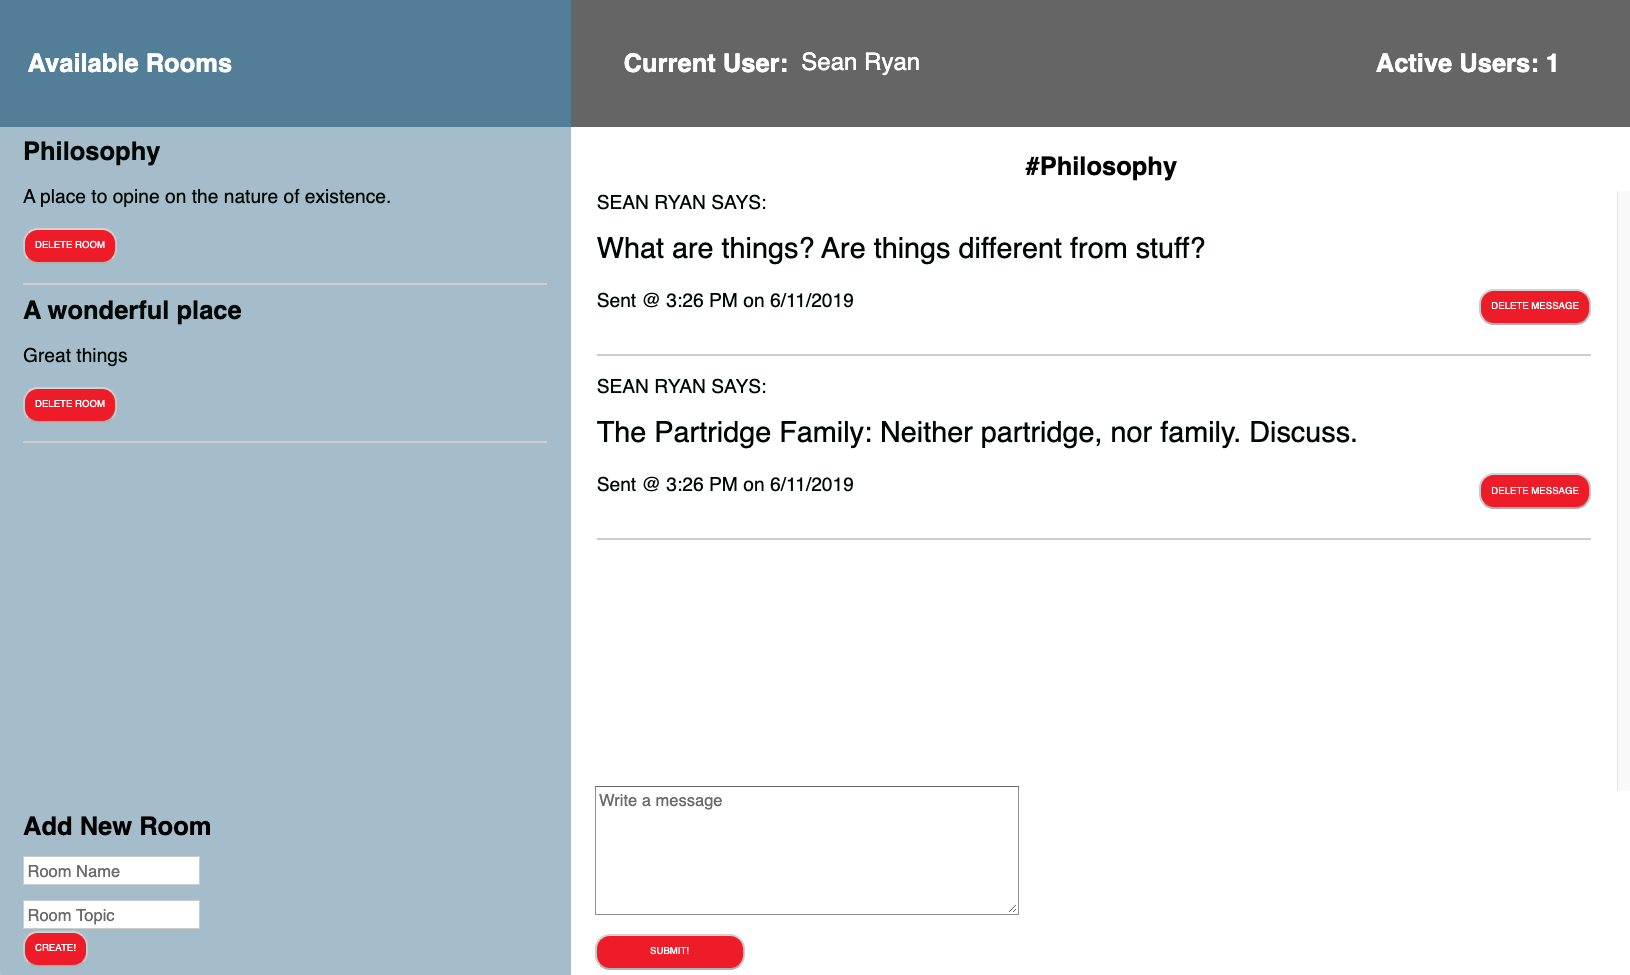 Available Rooms
Current User: Sean Ryan
Active Users: 1
Philosophy
A place to opine on the nature of existence.
DELETE ROOM
A wonderful place
Great things
DELETE ROOM
Add New Room
Room Name
Room Topic
CREATE!
#Philosophy
SEAN RYAN SAYS:
What are things? Are things different from stuff?
Sent @ 3:26 PM on 6/11/2019
DELETE MESSAGE
SEAN RYAN SAYS:
The Partridge Family: Neither partridge, nor family. Discuss.
Sent @ 3:26 PM on 6/11/2019
DELETE MESSAGE
Write a message
SUBMIT!